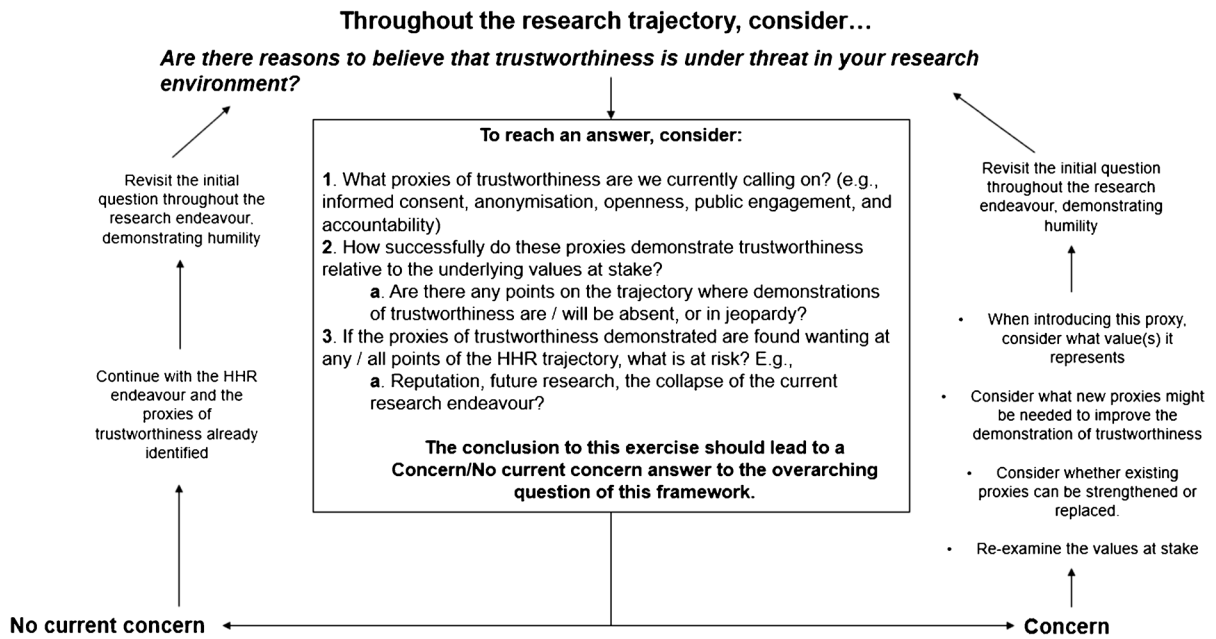 Throughout the research trajectory, consider…
Are there reasons to believe that trustworthiness is under threat in your research
environment?
To reach an answer, consider:
1. What proxies of trustworthiness are we currently calling on? (e.g.,
informed consent, anonymisation, openness, public engagement, and
accountability)
2. How successfully do these proxies demonstrate trustworthiness
relative to the underlying values at stake?
a. Are there any points on the trajectory where demonstrations
of trustworthiness are / will be absent, or in jeopardy?
3. If the proxies of trustworthiness demonstrated are found wanting at
any / all points of the HHR trajectory, what is at risk? E.g.,
a. Reputation, future research, the collapse of the current
research endeavour?
The conclusion to this exercise should lead to a
Concern/No current concern answer to the overarching
question of this framework.
Revisit the initial
question throughout the
research endeavour,
demonstrating humility
Continue with the HHR
endeavour and the
proxies of
trustworthiness already
identified
No current concern
Revisit the initial question
throughout the research
endeavour, demonstrating
humility
• When introducing this proxy,
consider what value(s) it
represents
• Consider what new proxies might
be needed to improve the
demonstration of trustworthiness
• Consider whether existing
proxies can be strengthened or
replaced.
• Re-examine the values at stake
Concern